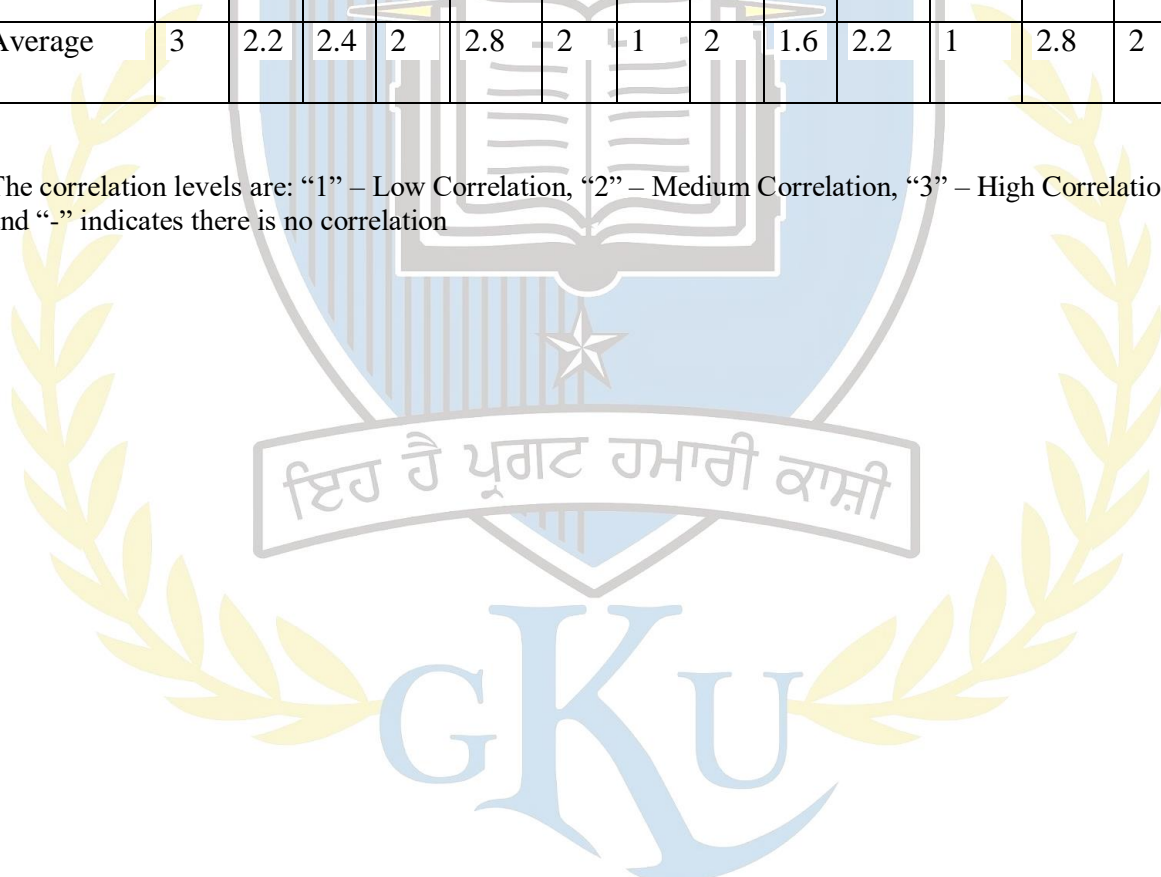 Average 3 2.2 2.4 2 2.8 2 1 2 1.6 2.2 1 2.8 2
The correlation levels are: “1” – Low Correlation, “2” – Medium Correlation, “3” – High Correlatio
nd “-” indicates there is no correlation
ਇਹ ਹੈ ਪ੍ਰਗਟ ਹਮਾਰੀ ਕਾਸ਼ੀ
GKU